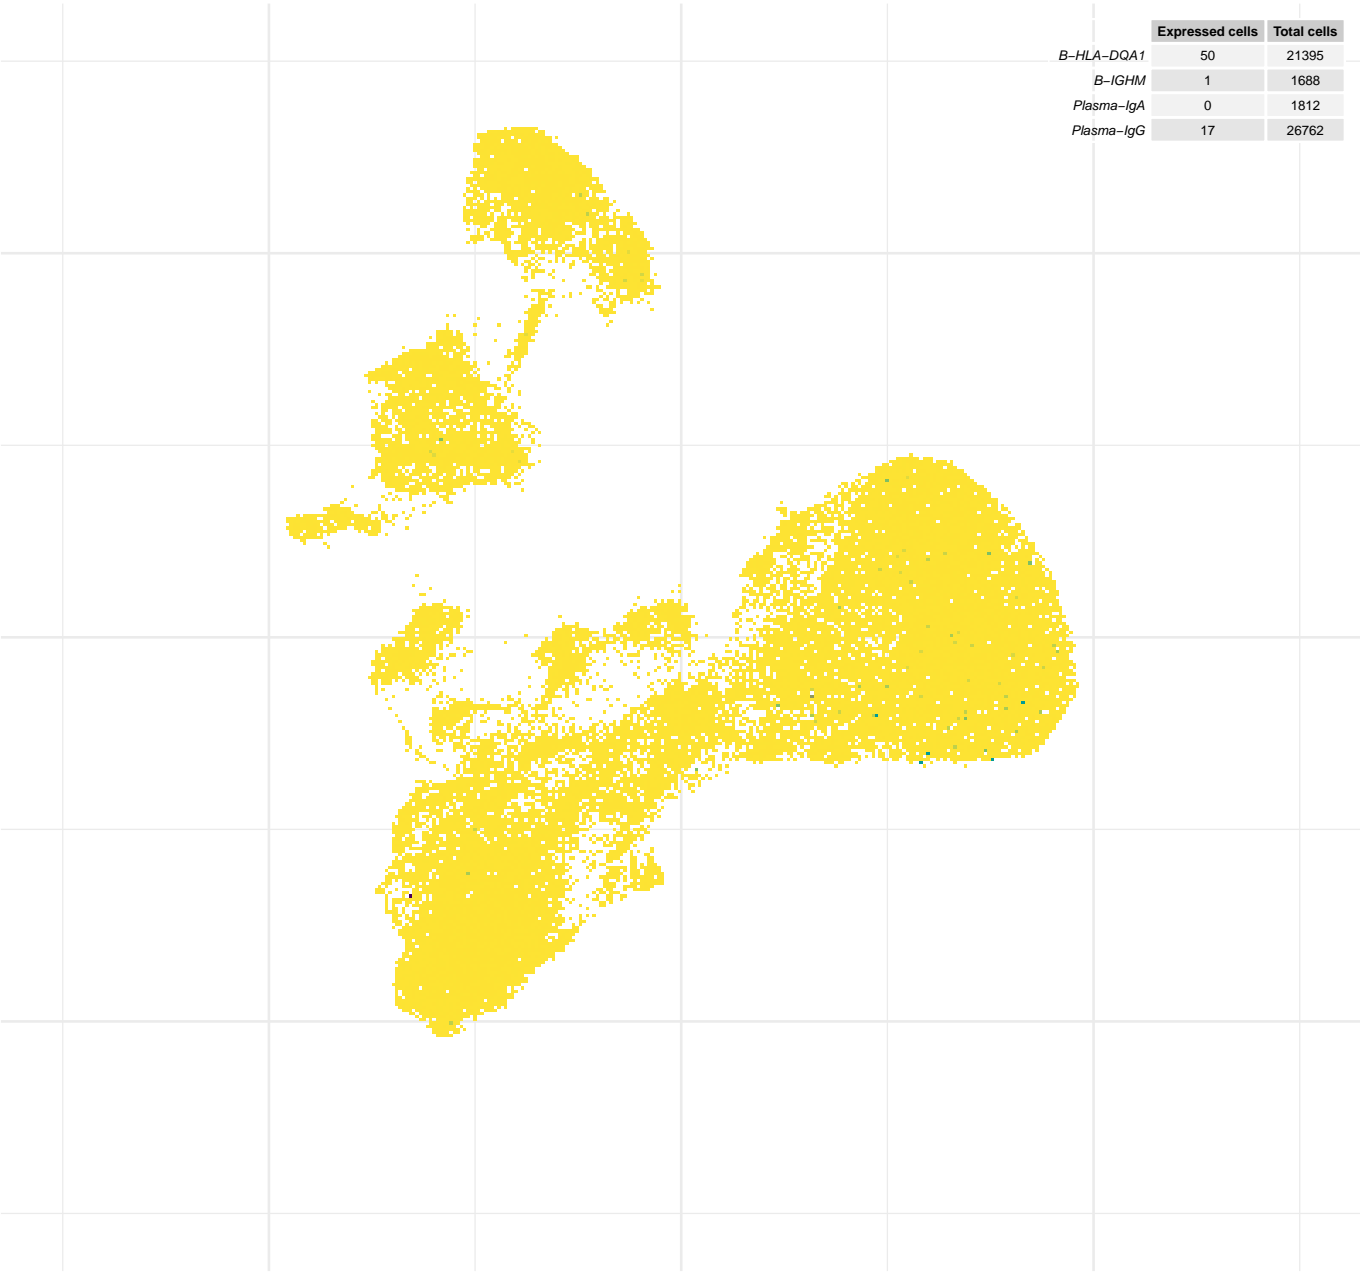 Expressed cells Total cells
B-HLA-DQA1 50 21395
B-IGHM 1 1688
Plasma-IgA 0 1812
Plasma-IgG 17 26762